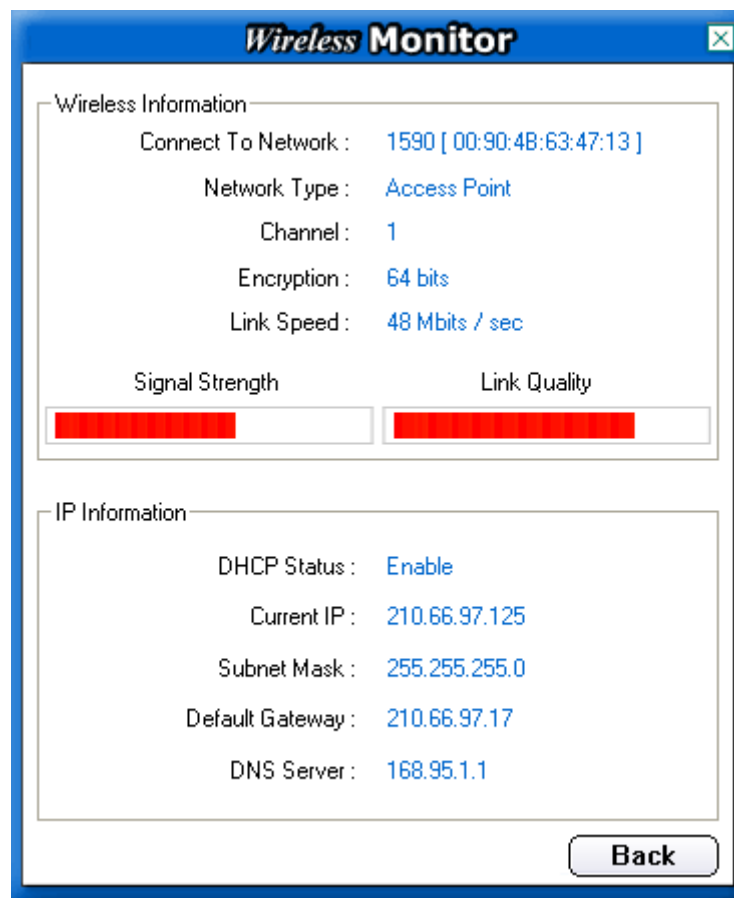 Wireless Monitor
Wireless Information
Connect To Network : 1590 [ 00:90:4B:63:47:13 ]
Network Type : Access Point
Channel : 1
Encryption : 64 bits
Link Speed : 48 Mbits / sec
Signal Strength Link Quality
IP Information
DHCP Status : Enable
Current IP : 210.66.97.125
Subnet Mask : 255.255.255.0
Default Gateway : 210.66.97.17
DNS Server : 168.95.1.1
Back